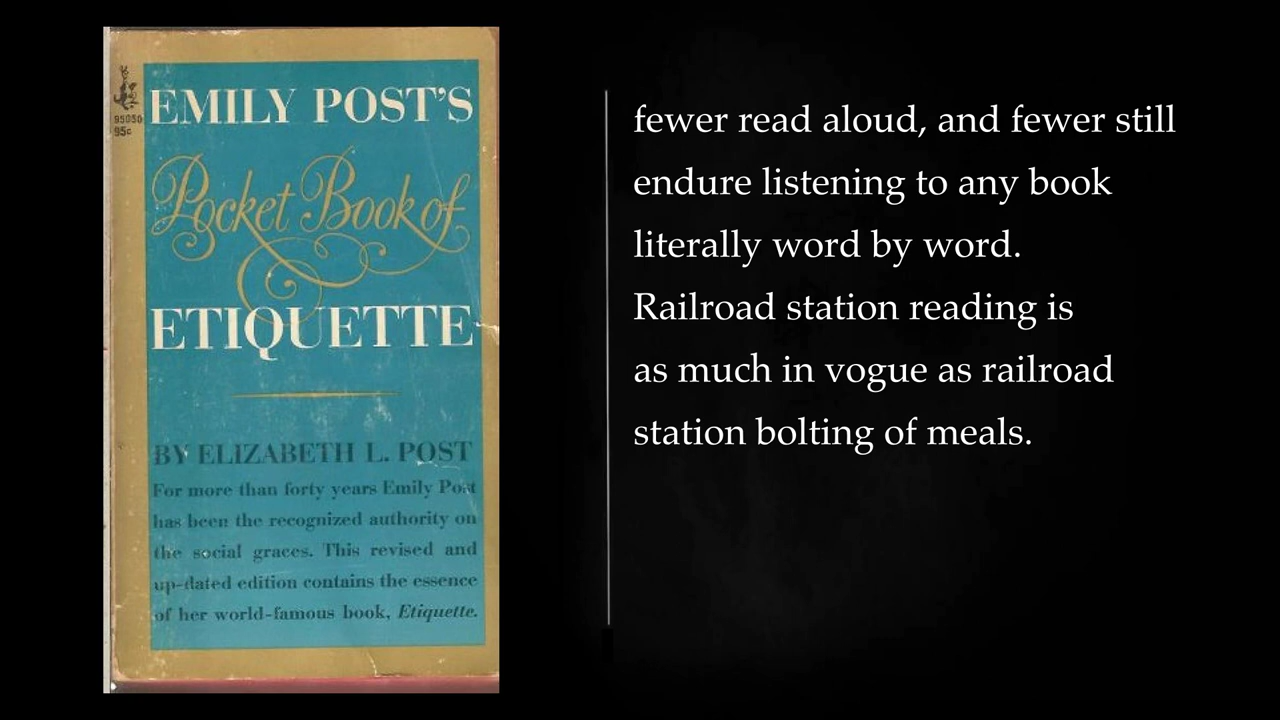 EMILY POST'S
Pocket Book of
ETIQUETTE
95050
95c
BY ELIZABETH L. POST
For more than forty years Emily Post
has been the recognized authority on
the social graces. This revised and
up-dated edition contains the essence
of her world-famous book, Etiquette.
fewer read aloud, and fewer still
endure listening to any book
literally word by word.
Railroad station reading is
as much in vogue as railroad
station bolting of meals.